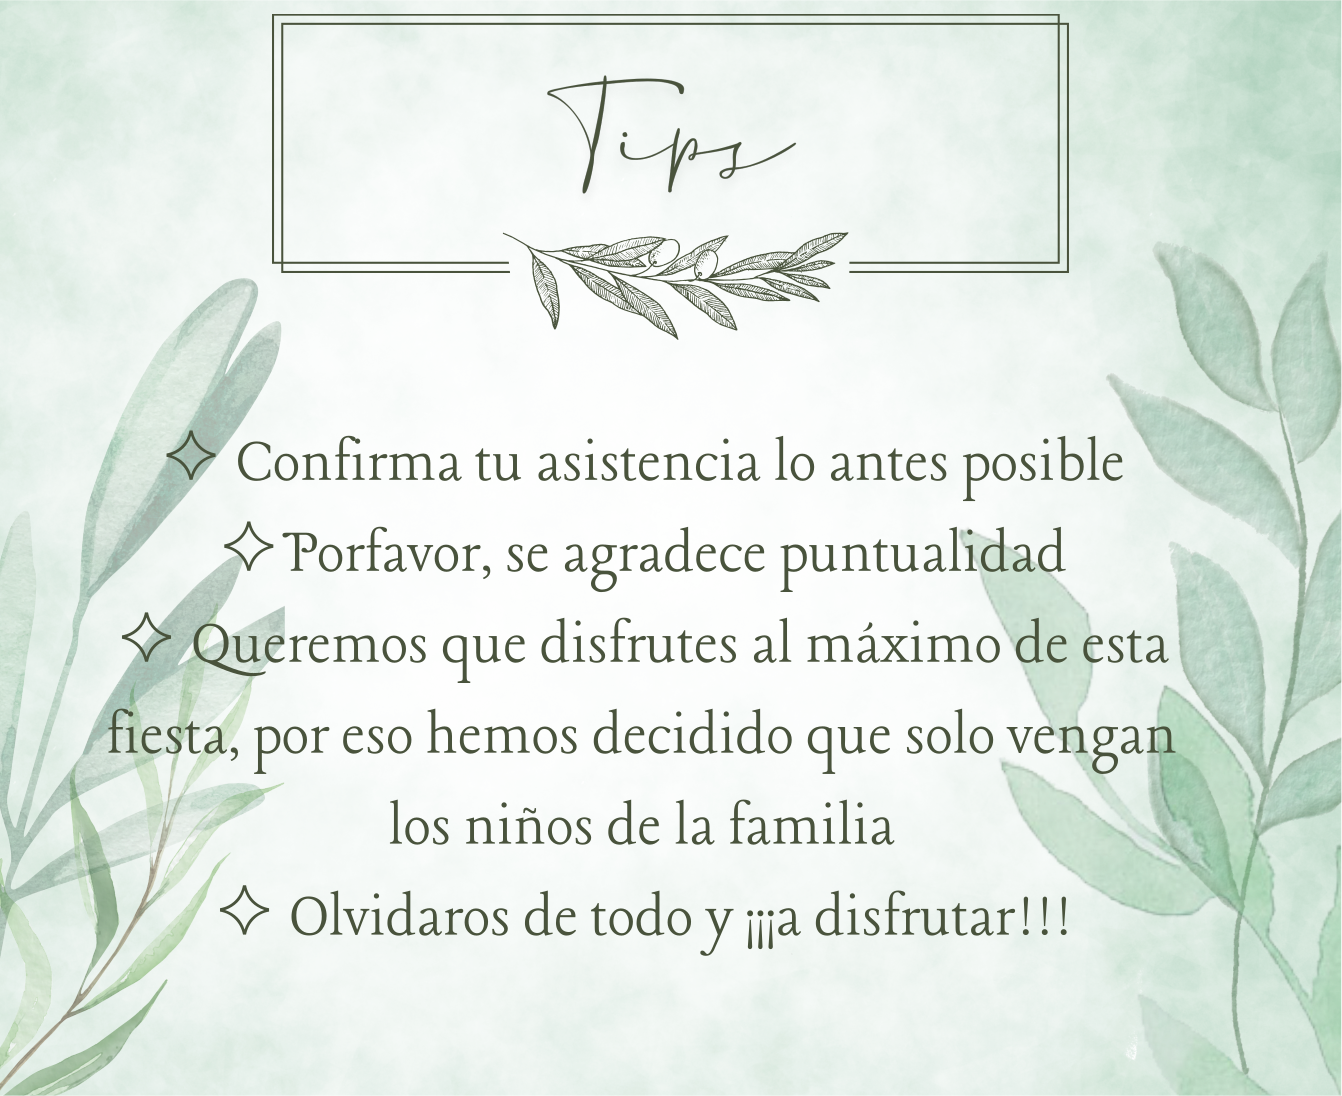 Tips
✧ Confirma tu asistencia lo antes posible
✧ Porfavor, se agradece puntualidad
✧ Queremos que disfrutes al máximo de esta
fiesta, por eso hemos decidido que solo vengan
los niños de la familia
✧ Olvidaros de todo y ¡¡¡a disfrutar!!!